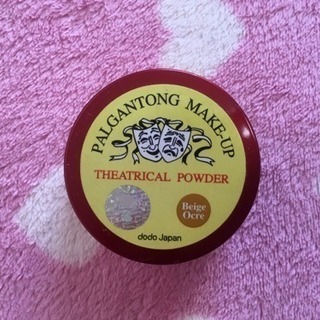 PALGANTONG MAKE-UP
THEATRICAL POWDER
Beige
Ocre
dodo Japan